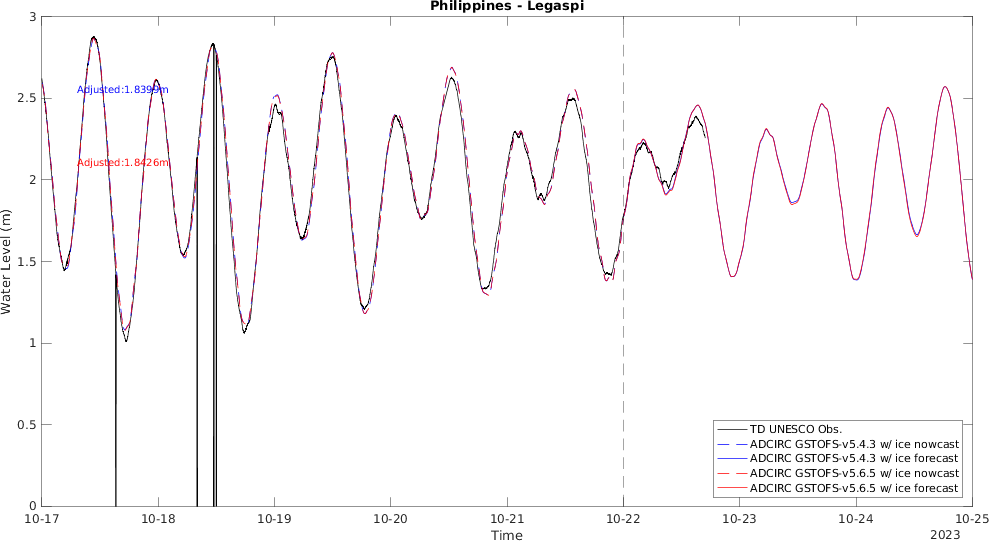 Philippines - Legaspi
3
2.5
2
1.5
1
0.5
0
Water Level (m)
Adjusted:1.8399m
Adjusted:1.8426m
TD UNESCO Obs.
ADCIRC GSTOFS-v5.4.3 w/ ice nowcast
ADCIRC GSTOFS-v5.4.3 w/ ice forecast
ADCIRC GSTOFS-v5.6.5 w/ ice nowcast
ADCIRC GSTOFS-v5.6.5 w/ ice forecast
10-17 10-18 10-19 10-20 10-21 10-22 10-23 10-24 10-25
Time
2023